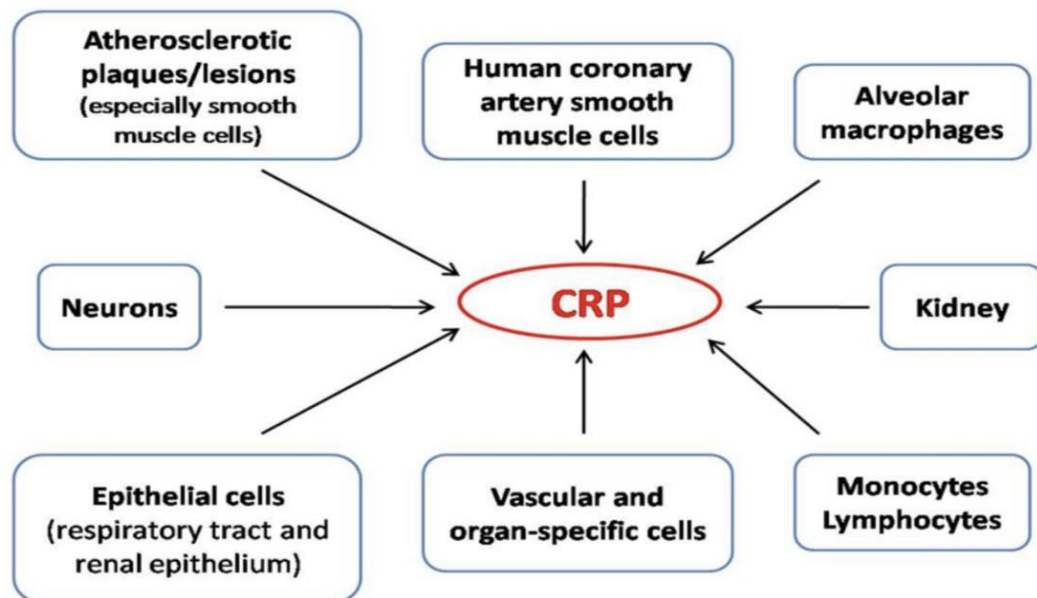 Atherosclerotic
plaques/lesions
(especially smooth
muscle cells)
Human coronary
artery smooth
muscle cells
Alveolar
macrophages
Neurons
CRP
Kidney
Epithelial cells
(respiratory tract and
renal epithelium)
Vascular and
organ-specific cells
Monocytes
Lymphocytes